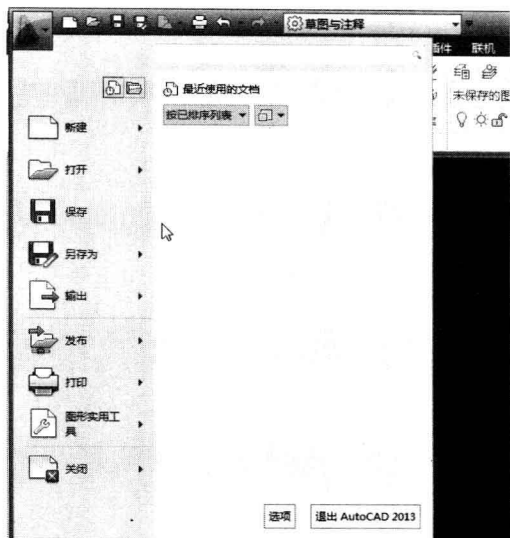 草图与注释
插件 联机
最近使用的文档
按已排序列表
未保存的图
新建
打开
保存
另存为
输出
发布
打印
图形实用工
具
关闭
选项
退出 AutoCAD 2013